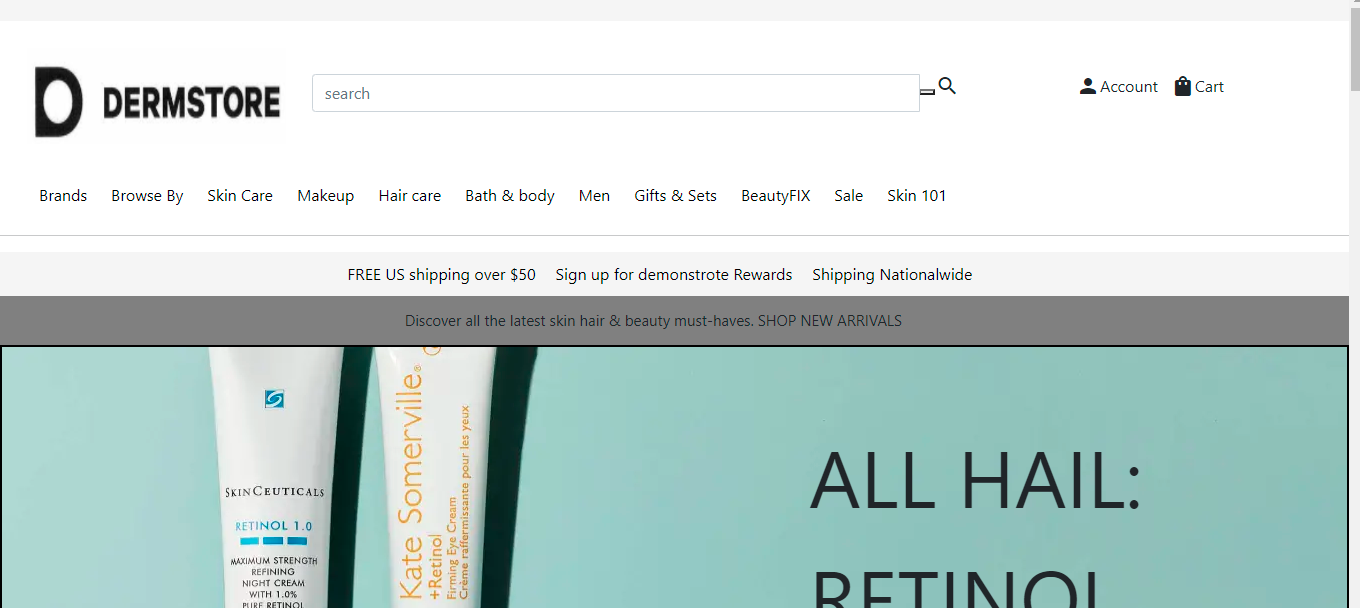 D DERMSTORE
search
Account Cart
Brands Browse By Skin Care Makeup Hair care Bath & body Men Gifts & Sets BeautyFIX Sale Skin 101
FREE US shipping over $50 Sign up for demonstrote Rewards Shipping Nationalwide
Discover all the latest skin hair & beauty must-haves. SHOP NEW ARRIVALS
SKINCEUTICALS
RETINOL 1.0
MAXIMUM STRENGTH
REFINING
NIGHT CREAM
WITH 1.0%
PURE RETINOL
Kate Somerville®
+Retinol
Firming Eye Cream
Crème raffermissante pour les yeux
ALL HAIL:
RETINOL